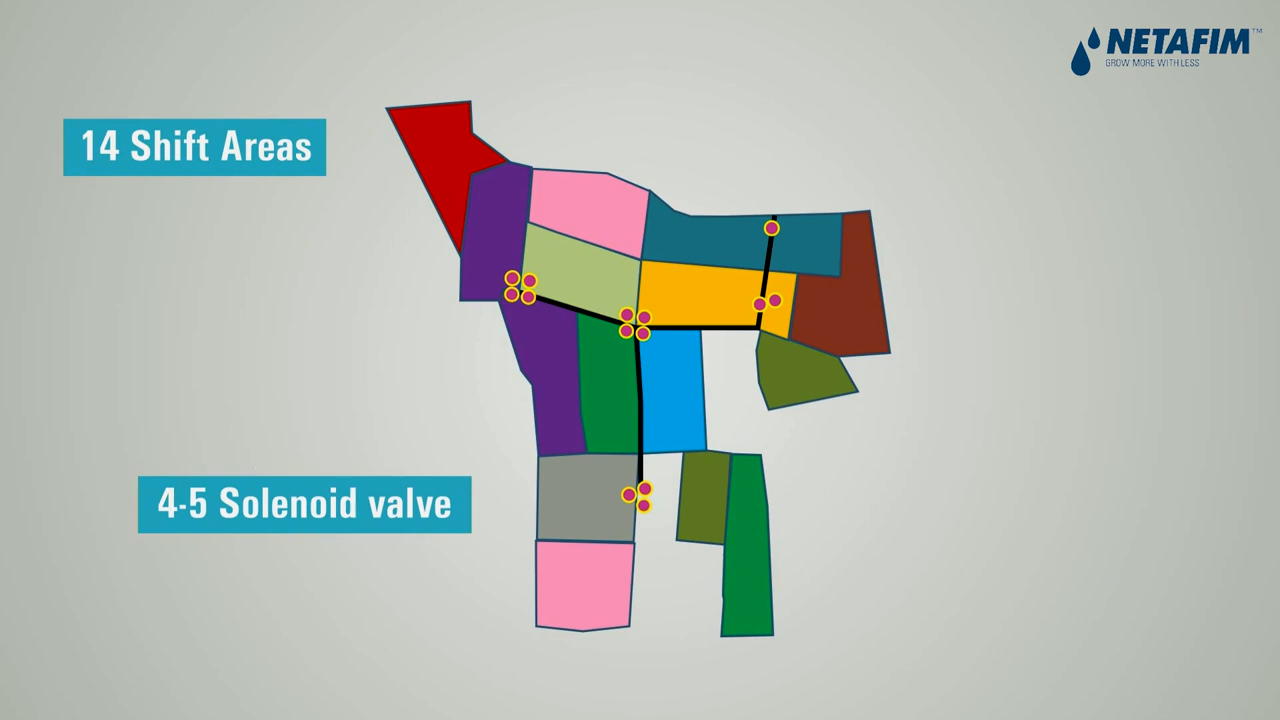 NETAFIM™
GROW MORE WITH LESS
14 Shift Areas
4-5 Solenoid valve